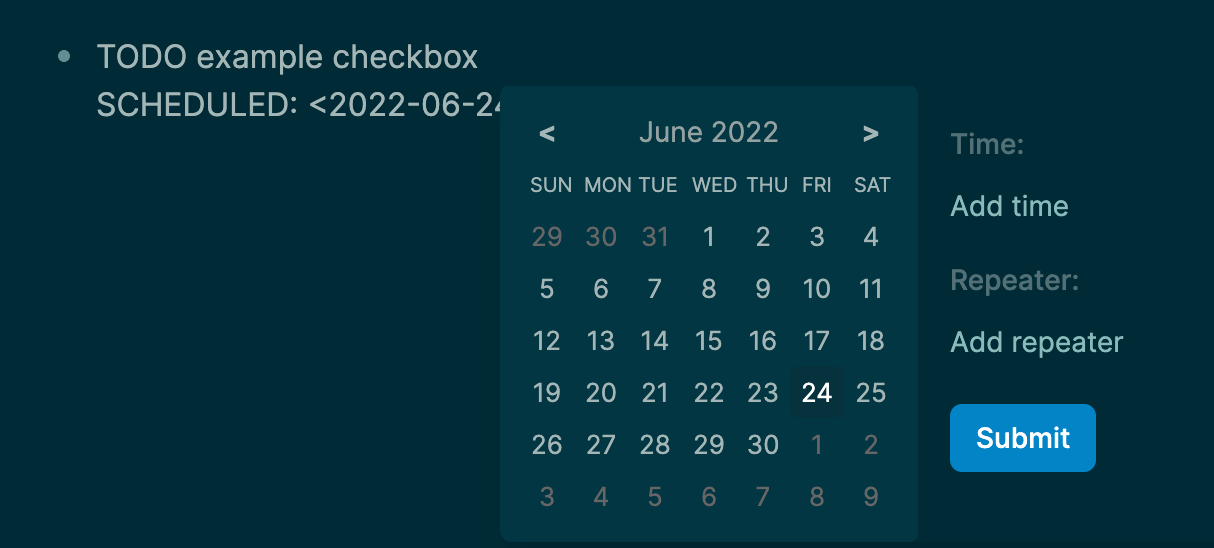 TODO example checkbox
SCHEDULED: <2022-06-24
< June 2022 >
SUN MON TUE WED THU FRI SAT
29 30 31 1 2 3 4
5 6 7 8 9 10 11
12 13 14 15 16 17 18
19 20 21 22 23 24 25
26 27 28 29 30 1 2
3 4 5 6 7 8 9
Time:
Add time
Repeater:
Add repeater
Submit